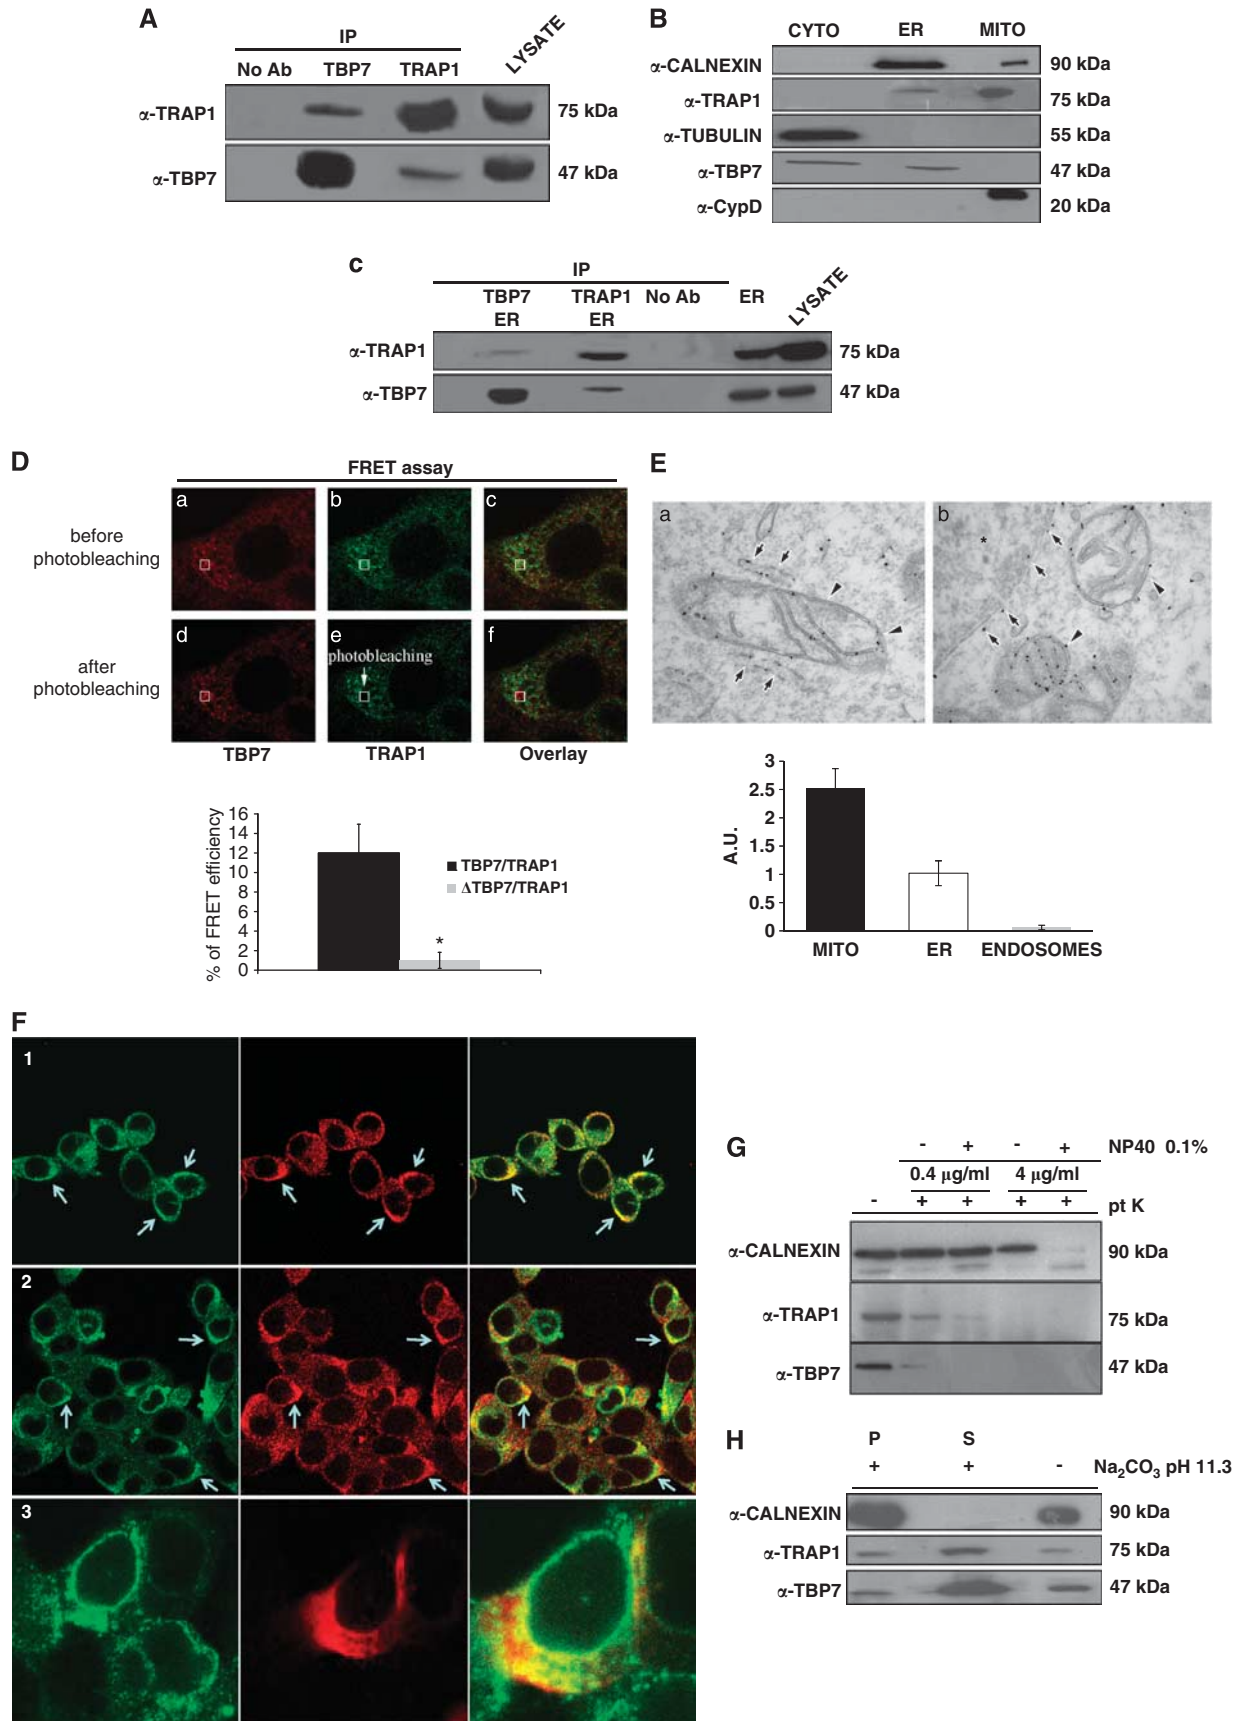 A
IP
No Ab TBP7 TRAP1 LYSATE
α-TRAP1 75 kDa
α-TBP7 47 kDa
B
CYTO ER MITO
α-CALNEXIN 90 kDa
α-TRAP1 75 kDa
α-TUBULIN 55 kDa
α-TBP7 47 kDa
α-CypD 20 kDa
C
IP
TBP7 ER TRAP1 ER No Ab ER LYSATE
α-TRAP1 75 kDa
α-TBP7 47 kDa
D
FRET assay
before photobleaching
a b c
after photobleaching
d e f
photobleaching
TBP7 TRAP1 Overlay
% of FRET efficiency
16
14
12
10
8
6
4
2
0
TBP7/TRAP1
ΔTBP7/TRAP1
*
E
a b
*
A.U.
3
2.5
2
1.5
1
0.5
0
MITO ER ENDOSOMES
F
1
2
3
G
- + - + NP40 0.1%
0.4 μg/ml 4 μg/ml
- + + + + pt K
α-CALNEXIN 90 kDa
α-TRAP1 75 kDa
α-TBP7 47 kDa
H
P S
+ + - Na₂CO₃ pH 11.3
α-CALNEXIN 90 kDa
α-TRAP1 75 kDa
α-TBP7 47 kDa